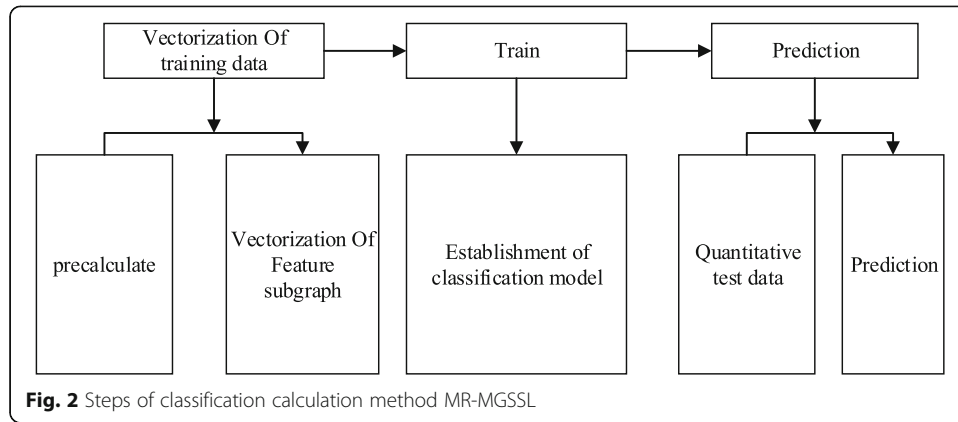 Vectorization Of
training data
Train
Prediction
precalculate
Vectorization Of
Feature
subgraph
Establishment of
classification model
Quantitative
test data
Prediction
Fig. 2 Steps of classification calculation method MR-MGSSL